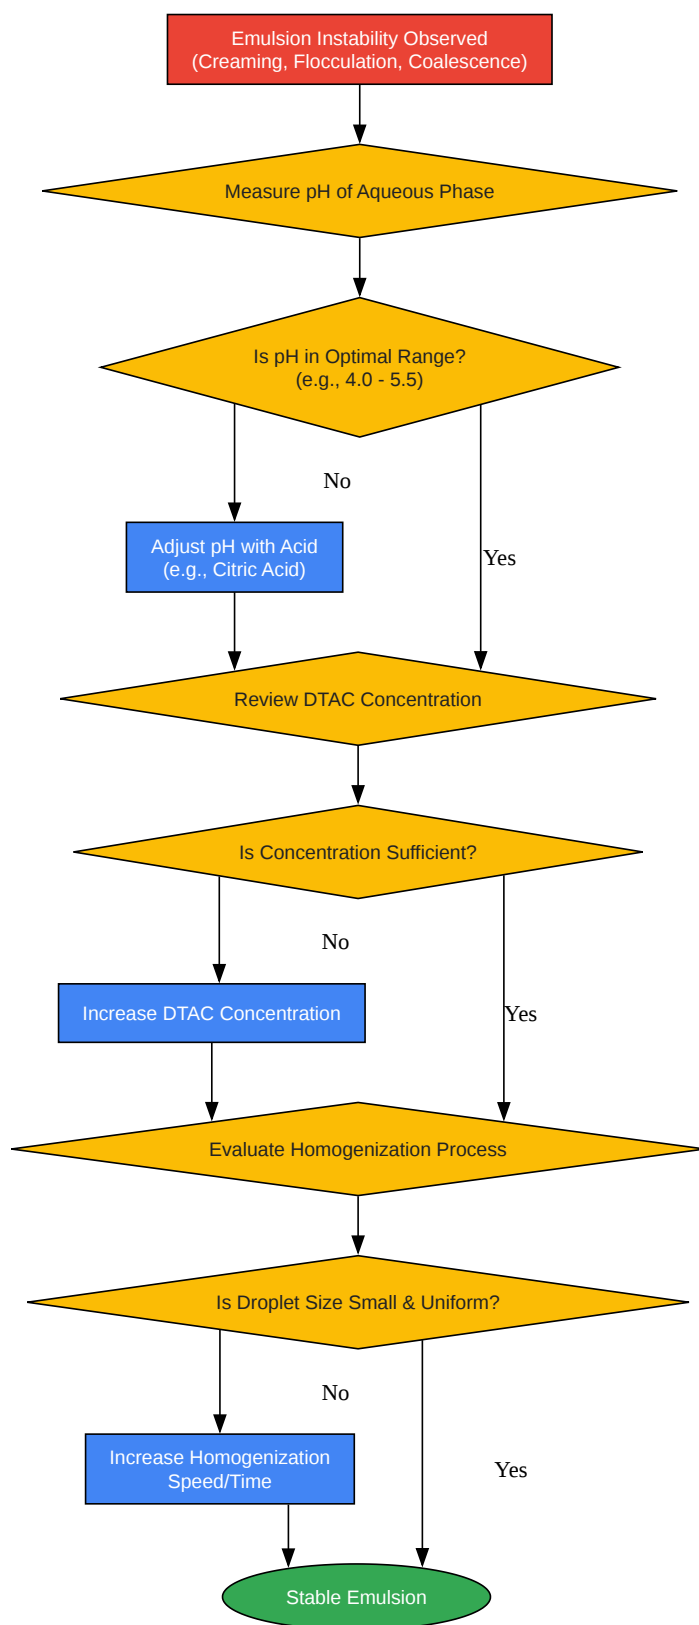 Emulsion Instability Observed
(Creaming, Flocculation, Coalescence)
Measure pH of Aqueous Phase
Is pH in Optimal Range?
(e.g., 4.0 - 5.5)
No
Adjust pH with Acid
(e.g., Citric Acid)
Yes
Review DTAC Concentration
Is Concentration Sufficient?
No
Increase DTAC Concentration
Yes
Evaluate Homogenization Process
Is Droplet Size Small & Uniform?
No
Increase Homogenization
Speed/Time
Yes
Stable Emulsion